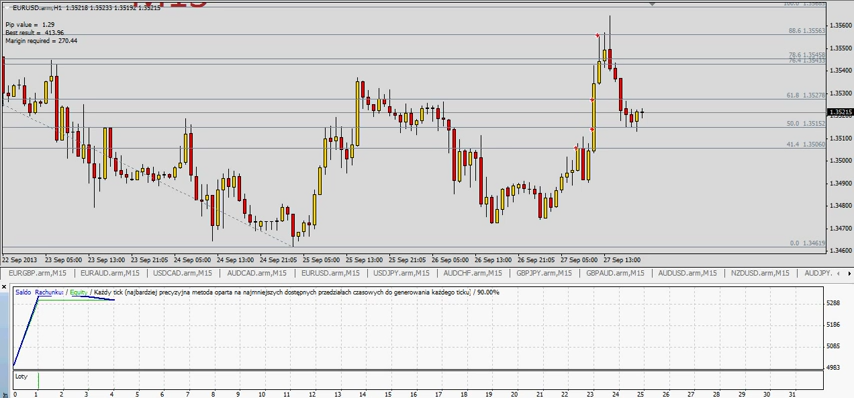 EURUSD.arm,H1 1.35218 1.35233 1.35192 1.35215
Pip value = 1.29
Best result = 413.96
Margin required = 270.44
88.6 1.35563
78.6 1.35458
61.8 1.35278
50.0 1.35152
41.4 1.35060
0.0 1.34619
1.35600
1.35500
1.35400
1.35300
1.35215
1.35100
1.35000
1.34900
1.34800
1.34700
1.34600
22 Sep 2013 23 Sep 05:00 23 Sep 13:00 23 Sep 21:05 24 Sep 05:00 24 Sep 13:00 24 Sep 21:05 25 Sep 05:00 25 Sep 13:00 25 Sep 21:05 26 Sep 05:00 26 Sep 13:00 26 Sep 21:05 27 Sep 05:00 27 Sep 13:00
EURGBP.arm,M15 EURAUD.arm,M15 USDCAD.arm,M15 AUDCAD.arm,M15 EURUSD.arm,M15 USDJPY.arm,M15 AUDCHF.arm,M15 GBPJPY.arm,M15 GBPAUD.arm,M15 AUDUSD.arm,M15 NZDUSD.arm,M15 AUDJPY.
Saldo Rachunku / Equity / Każdy tick (najbardziej precyzyjna metoda oparta na najmniejszych dostępnych przedziałach czasowych do generowania każdego ticku) / 90.00%
5288
5186
5085
4983
Loty
0 1 2 3 4 5 6 7 8 9 10 11 12 13 14 15 16 17 18 19 20 21 22 23 24 25 26 27 28 29 30 31